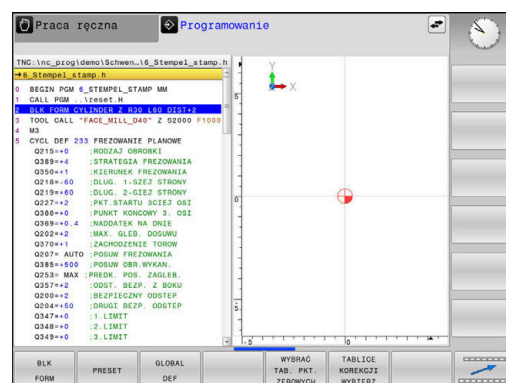 Praca ręczna
Programowanie
TNC:\nc_prog\demo\Schwen…\6_Stempel_stamp.h
→6_Stempel_stamp.h
0 BEGIN PGM 6_STEMPEL_STAMP MM
1 CALL PGM ..\reset.H
2 BLK FORM CYLINDER Z R30 L60 DIST+2
3 TOOL CALL "FACE_MILL_D40" Z S2000 F1000
4 M3
5 CYCL DEF 233 FREZOWANIE PLANOWE
Q215=+0 ;RODZAJ OBROBKI
Q389=+4 ;STRATEGIA FREZOWANIA
Q350=+1 ;KIERUNEK FREZOWANIA
Q218=-60 ;DLUG. 1-SZEJ STRONY
Q219=+60 ;DLUG. 2-GIEJ STRONY
Q227=+2 ;PKT.STARTU 3CIEJ OSI
Q386=+0 ;PUNKT KONCOWY 3. OSI
Q369=+0.4 ;NADDATEK NA DNIE
Q202=+2 ;MAX. GLEB. DOSUWU
Q370=+1 ;ZACHODZENIE TOROW
Q207= AUTO ;POSUW FREZOWANIA
Q385=+500 ;POSUW OBR.WYKAN.
Q253= MAX ;PREDK. POS. ZAGLEB.
Q357=+2 ;ODST. BEZP. Z BOKU
Q200=+2 ;BEZPIECZNY ODSTEP
Q204=+50 ;DRUGI BEZP. ODSTEP
Q347=+0 ;1.LIMIT
Q348=+0 ;2.LIMIT
Q349=+0 ;3.LIMIT
Y
X
5
0
-5
-5
0
BLK
FORM
PRESET
GLOBAL
DEF
WYBRAĆ
TAB. PKT.
ZEROWYCH
TABLICE
KOREKCJI
WYBIERZ